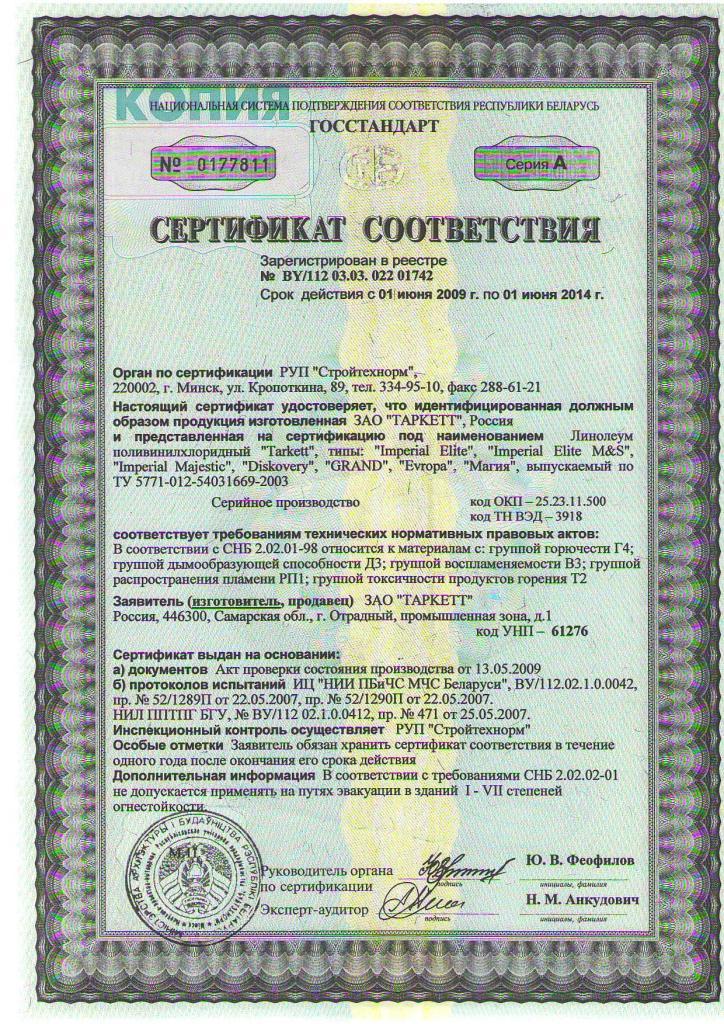 КОПИЯ
НАЦИОНАЛЬНАЯ СИСТЕМА ПОДТВЕРЖДЕНИЯ СООТВЕТСТВИЯ РЕСПУБЛИКИ БЕЛАРУСЬ
ГОССТАНДАРТ
№ 0177811
Серия А
СЕРТИФИКАТ СООТВЕТСТВИЯ
Зарегистрирован в реестре
№ BY/112 03.03. 022 01742
Срок действия с 01 июня 2009 г. по 01 июня 2014 г.
Орган по сертификации РУП "Стройтехнорм",
220002, г. Минск, ул. Кропоткина, 89, тел. 334-95-10, факс 288-61-21
Настоящий сертификат удостоверяет, что идентифицированная должным
образом продукция изготовленная ЗАО "ТАРКЕТТ", Россия
и представленная на сертификацию под наименованием Линолеум
поливинилхлоридный "Tarkett", типы: "Imperial Elite", "Imperial Elite M&S",
"Imperial Majestic", "Diskovery", "GRAND", "Evropa", "Магия", выпускаемый по
ТУ 5771-012-54031669-2003
Серийное производство
код ОКП – 25.23.11.500
код ТН ВЭД – 3918
соответствует требованиям технических нормативных правовых актов:
В соответствии с СНБ 2.02.01-98 относится к материалам с: группой горючести Г4;
группой дымообразующей способности Д3; группой воспламеняемости В3; группой
распространения пламени РП1; группой токсичности продуктов горения Т2
Заявитель (изготовитель, продавец) ЗАО "ТАРКЕТТ"
Россия, 446300, Самарская обл., г. Отрадный, промышленная зона, д.1
код УНП – 61276
Сертификат выдан на основании:
а) документов Акт проверки состояния производства от 13.05.2009
б) протоколов испытаний ИЦ "НИИ ПБиЧС МЧС Беларуси", BY/112.02.1.0.0042,
пр. № 52/1289П от 22.05.2007, пр. № 52/1290П от 22.05.2007.
НИЛ ППТПГ БГУ, № BY/112 02.1.0.0412, пр. № 471 от 25.05.2007.
Инспекционный контроль осуществляет РУП "Стройтехнорм"
Особые отметки Заявитель обязан хранить сертификат соответствия в течение
одного года после окончания его срока действия
Дополнительная информация В соответствии с требованиями СНБ 2.02.02-01
не допускается применять на путях эвакуации в зданий I - VII степеней
огнестойкости.
М.П.
Руководитель органа
по сертификации
подпись
Ю. В. Феофилов
инициалы, фамилия
Эксперт-аудитор
подпись
Н. М. Анкудович
инициалы, фамилия